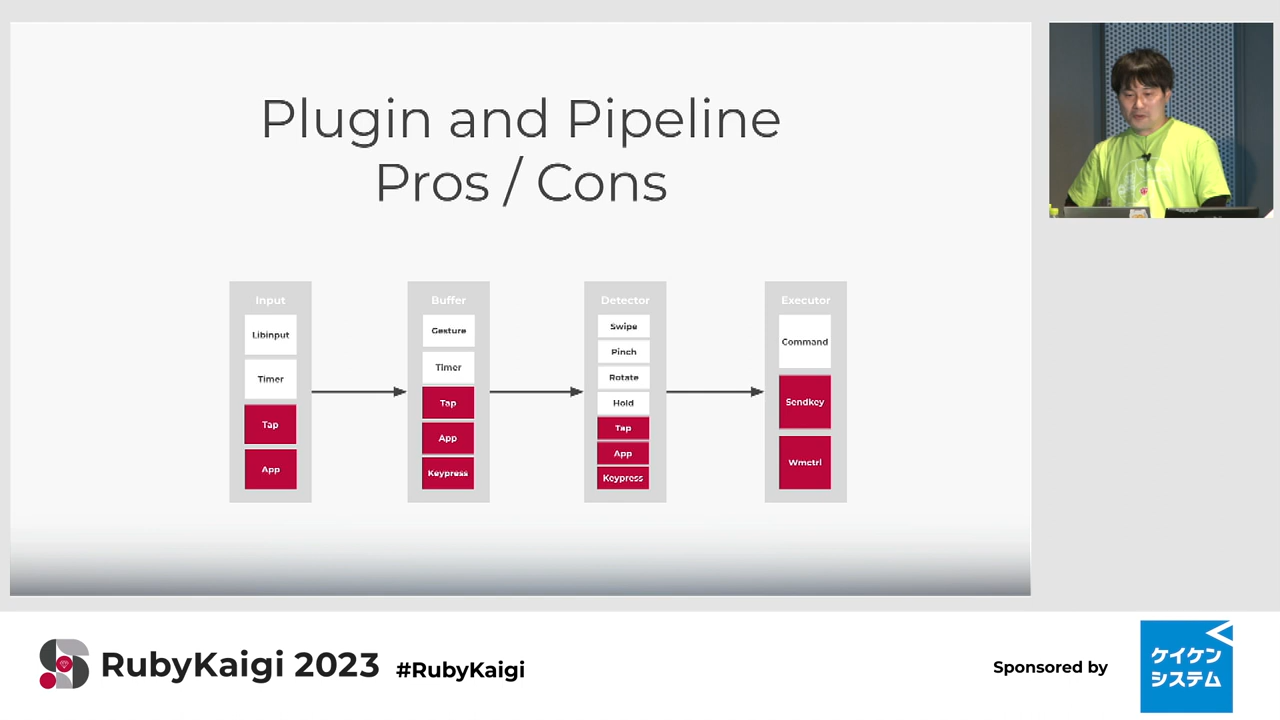 Plugin and Pipeline
Pros / Cons
Input
Libinput
Timer
Tap
App
Buffer
Gesture
Timer
Tap
App
Keypress
Detector
Swipe
Pinch
Rotate
Hold
Tap
App
Keypress
Executor
Command
Sendkey
Wmctrl
RubyKaigi 2023 #RubyKaigi
Sponsored by
ケイケン
システム